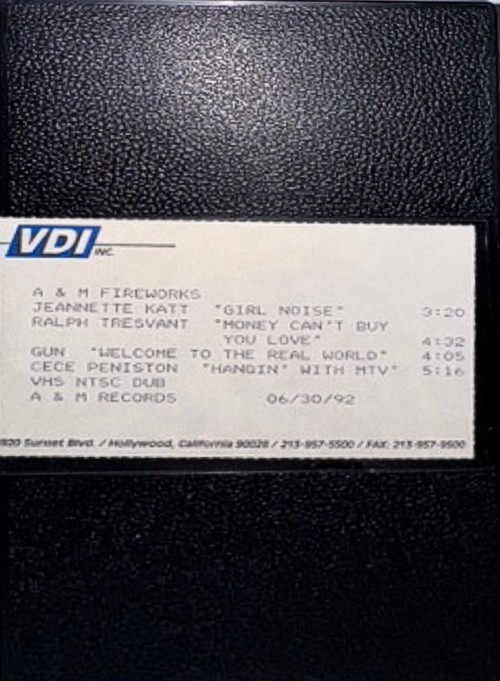 VDI INC.
A & M FIREWORKS
JEANNETTE KATT "GIRL NOISE" 3:20
RALPH TRESVANT "MONEY CAN'T BUY
YOU LOVE" 4:32
GUN "WELCOME TO THE REAL WORLD" 4:05
CECE PENISTON "HANGIN' WITH MTV" 5:16
VHS NTSC DUB
A & M RECORDS 06/30/92
Sunset Blvd. / Hollywood, California 90028 / 213-957-5500 / FAX: 213-957-9500